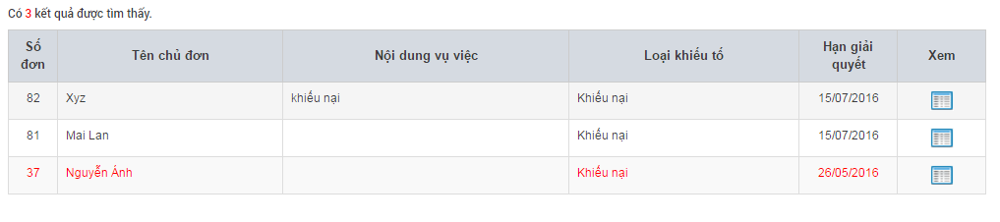 Có 3 kết quả được tìm thấy.
Số đơn Tên chủ đơn Nội dung vụ việc Loại khiếu tố Hạn giải quyết Xem
82 Xyz khiếu nại Khiếu nại 15/07/2016
81 Mai Lan Khiếu nại 15/07/2016
37 Nguyễn Ánh Khiếu nại 26/05/2016